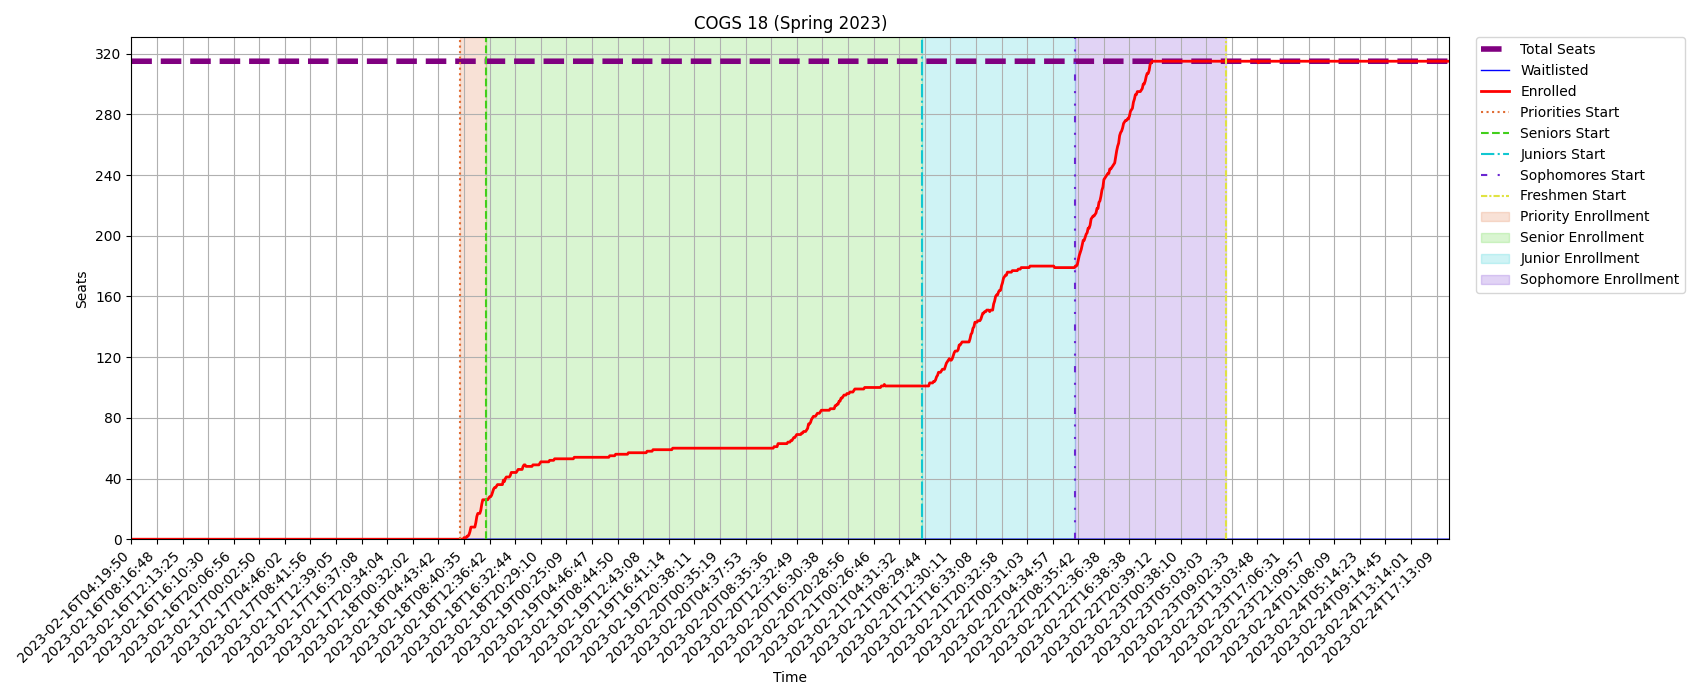 COGS 18 (Spring 2023)
Seats
320
280
240
200
160
120
80
40
0
2023-02-16T04:19:50
2023-02-16T08:16:48
2023-02-16T12:13:25
2023-02-16T16:10:30
2023-02-16T20:06:56
2023-02-17T00:02:50
2023-02-17T04:46:02
2023-02-17T08:41:56
2023-02-17T12:39:05
2023-02-17T16:37:08
2023-02-17T20:34:04
2023-02-18T00:32:02
2023-02-18T04:43:42
2023-02-18T08:40:35
2023-02-18T12:36:42
2023-02-18T16:32:44
2023-02-18T20:29:10
2023-02-19T00:25:09
2023-02-19T04:46:47
2023-02-19T08:44:50
2023-02-19T12:43:08
2023-02-19T16:41:14
2023-02-19T20:38:11
2023-02-20T00:35:19
2023-02-20T04:37:53
2023-02-20T08:35:36
2023-02-20T12:32:49
2023-02-20T16:30:38
2023-02-20T20:28:56
2023-02-21T00:26:46
2023-02-21T04:31:32
2023-02-21T08:29:44
2023-02-21T12:30:11
2023-02-21T16:33:08
2023-02-21T20:32:58
2023-02-22T00:31:03
2023-02-22T04:34:57
2023-02-22T08:35:42
2023-02-22T12:36:38
2023-02-22T16:38:38
2023-02-22T20:39:12
2023-02-23T00:38:10
2023-02-23T05:03:03
2023-02-23T09:02:33
2023-02-23T13:03:48
2023-02-23T17:06:31
2023-02-23T21:09:57
2023-02-24T01:08:09
2023-02-24T05:14:23
2023-02-24T09:14:45
2023-02-24T13:14:01
2023-02-24T17:13:09
Time
Total Seats
Waitlisted
Enrolled
Priorities Start
Seniors Start
Juniors Start
Sophomores Start
Freshmen Start
Priority Enrollment
Senior Enrollment
Junior Enrollment
Sophomore Enrollment